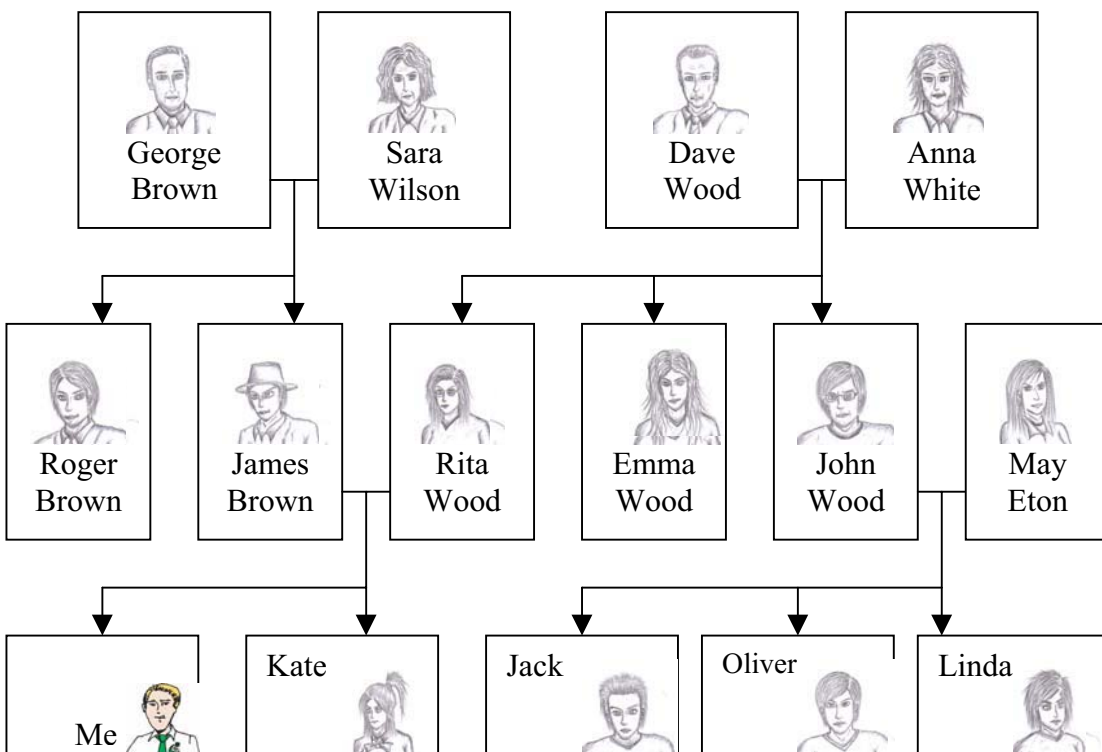 George
Brown
Sara
Wilson
Dave
Wood
Anna
White
Roger
Brown
James
Brown
Rita
Wood
Emma
Wood
John
Wood
May
Eton
Me
Kate
Jack
Oliver
Linda